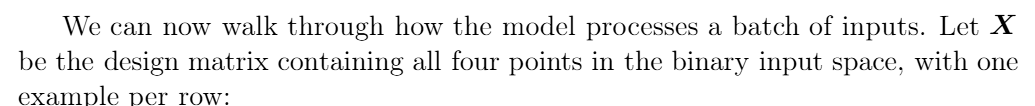 We can now walk through how the model processes a batch of inputs. Let X
be the design matrix containing all four points in the binary input space, with one
example per row: